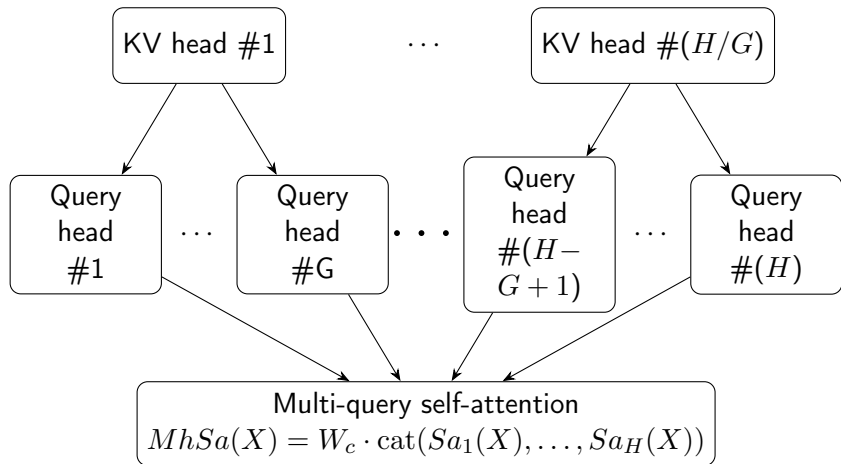 KV head #1 ··· KV head #(H/G)
Query head #1 ··· Query head #G ··· Query head #(H−G + 1) ··· Query head #(H)
Multi-query self-attention
MhSa(X) = W_c · cat(Sa_1(X), . . . , Sa_H(X))